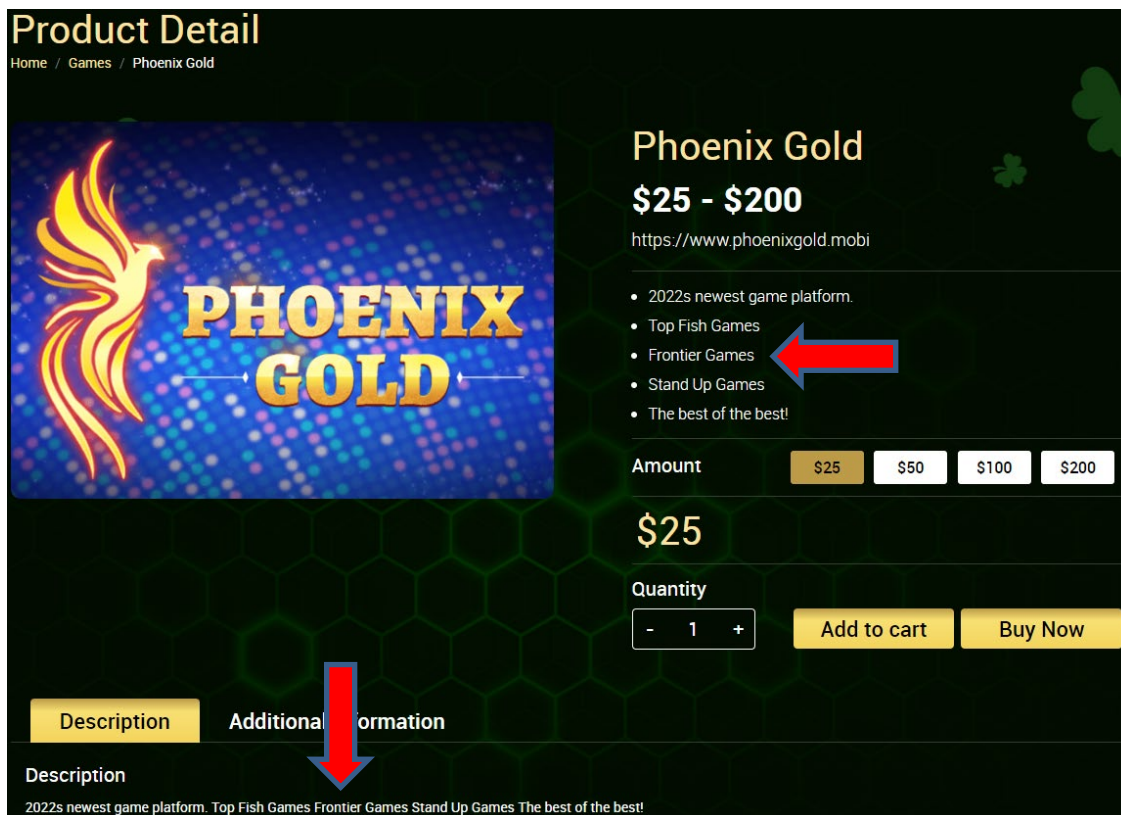 Product Detail
Home / Games / Phoenix Gold
PHOENIX
GOLD
Phoenix Gold
$25 - $200
https://www.phoenixgold.mobi
2022s newest game platform.
Top Fish Games
Frontier Games
Stand Up Games
The best of the best!
Amount $25 $50 $100 $200
$25
Quantity
- 1 + Add to cart Buy Now
Description Additional formation
Description
2022s newest game platform. Top Fish Games Frontier Games Stand Up Games The best of the best!